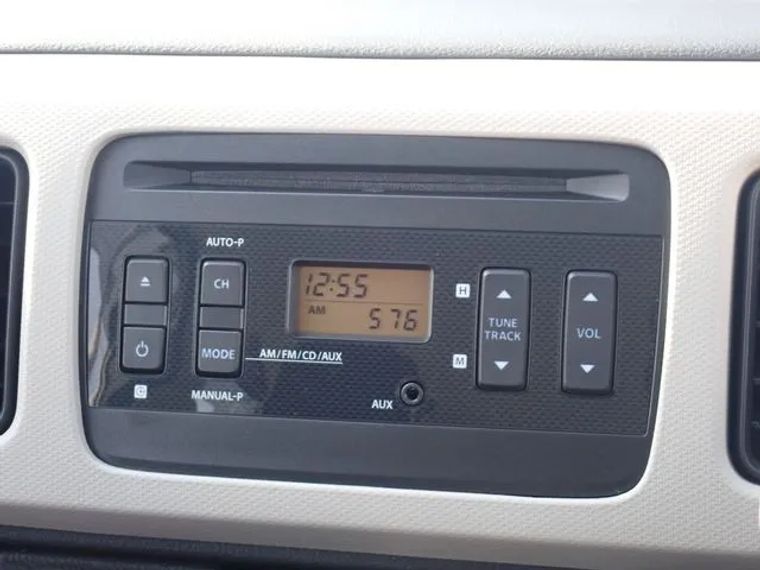 AUTO-P
CH
12:55
AM
576
H
TUNE
TRACK
VOL
MODE
AM/FM/CD/AUX
M
C
MANUAL-P
AUX